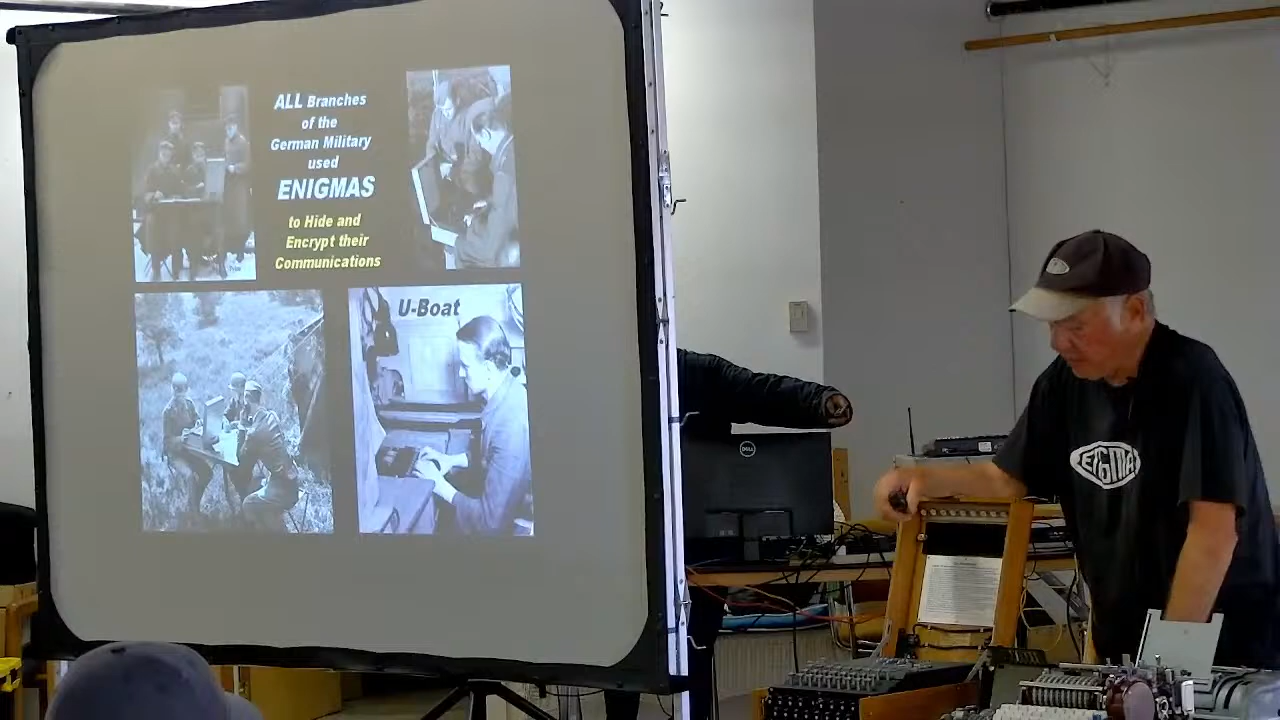 ALL Branches
of the
German Military
used
ENIGMAS
to Hide and
Encrypt their
Communications
U-Boat
DELL
ENIGMA